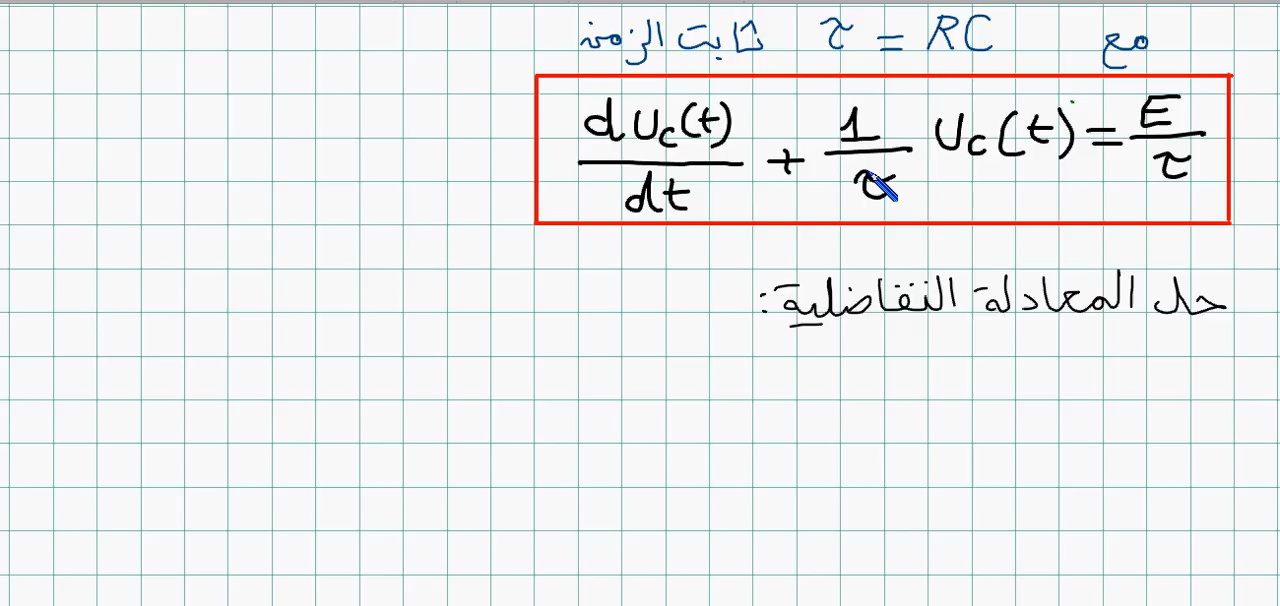 مع τ = RC ثابت الزمن
dUc(t)/dt + 1/τ Uc(t) = E/τ
حل المعادلة التفاضلية: